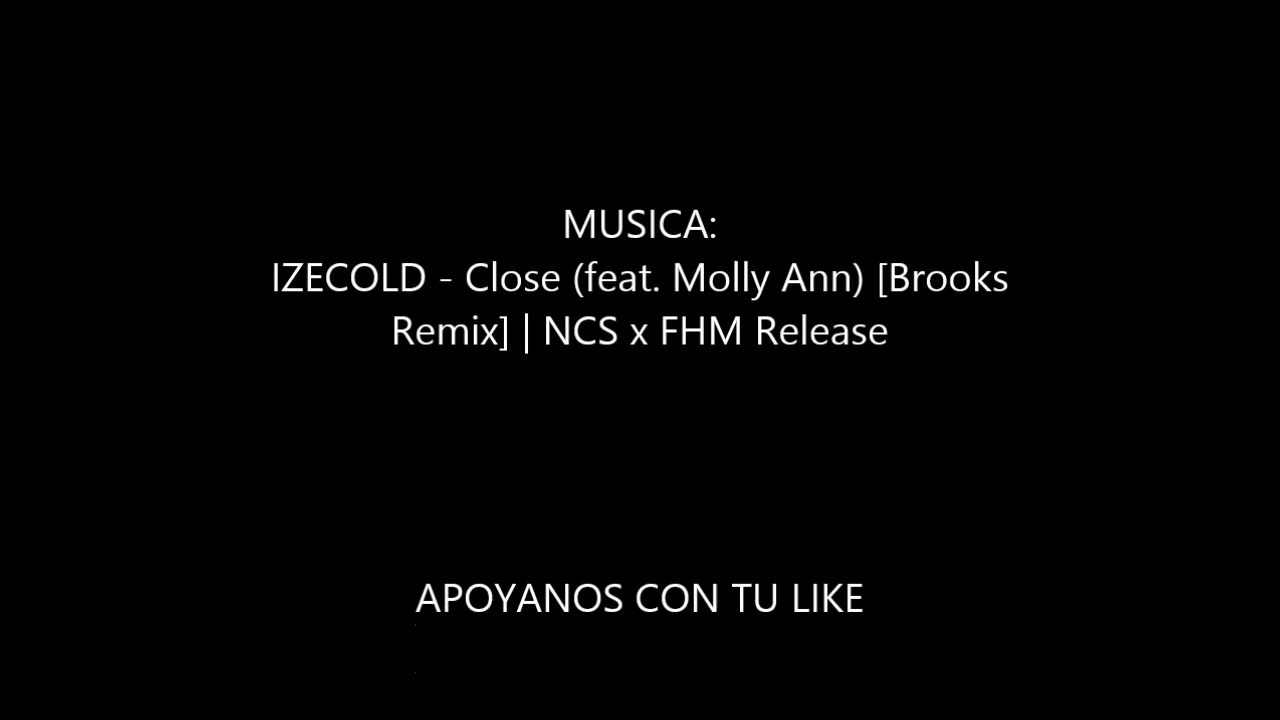 MUSICA:
IZECOLD - Close (feat. Molly Ann) [Brooks
Remix] | NCS x FHM Release
APOYANOS CON TU LIKE